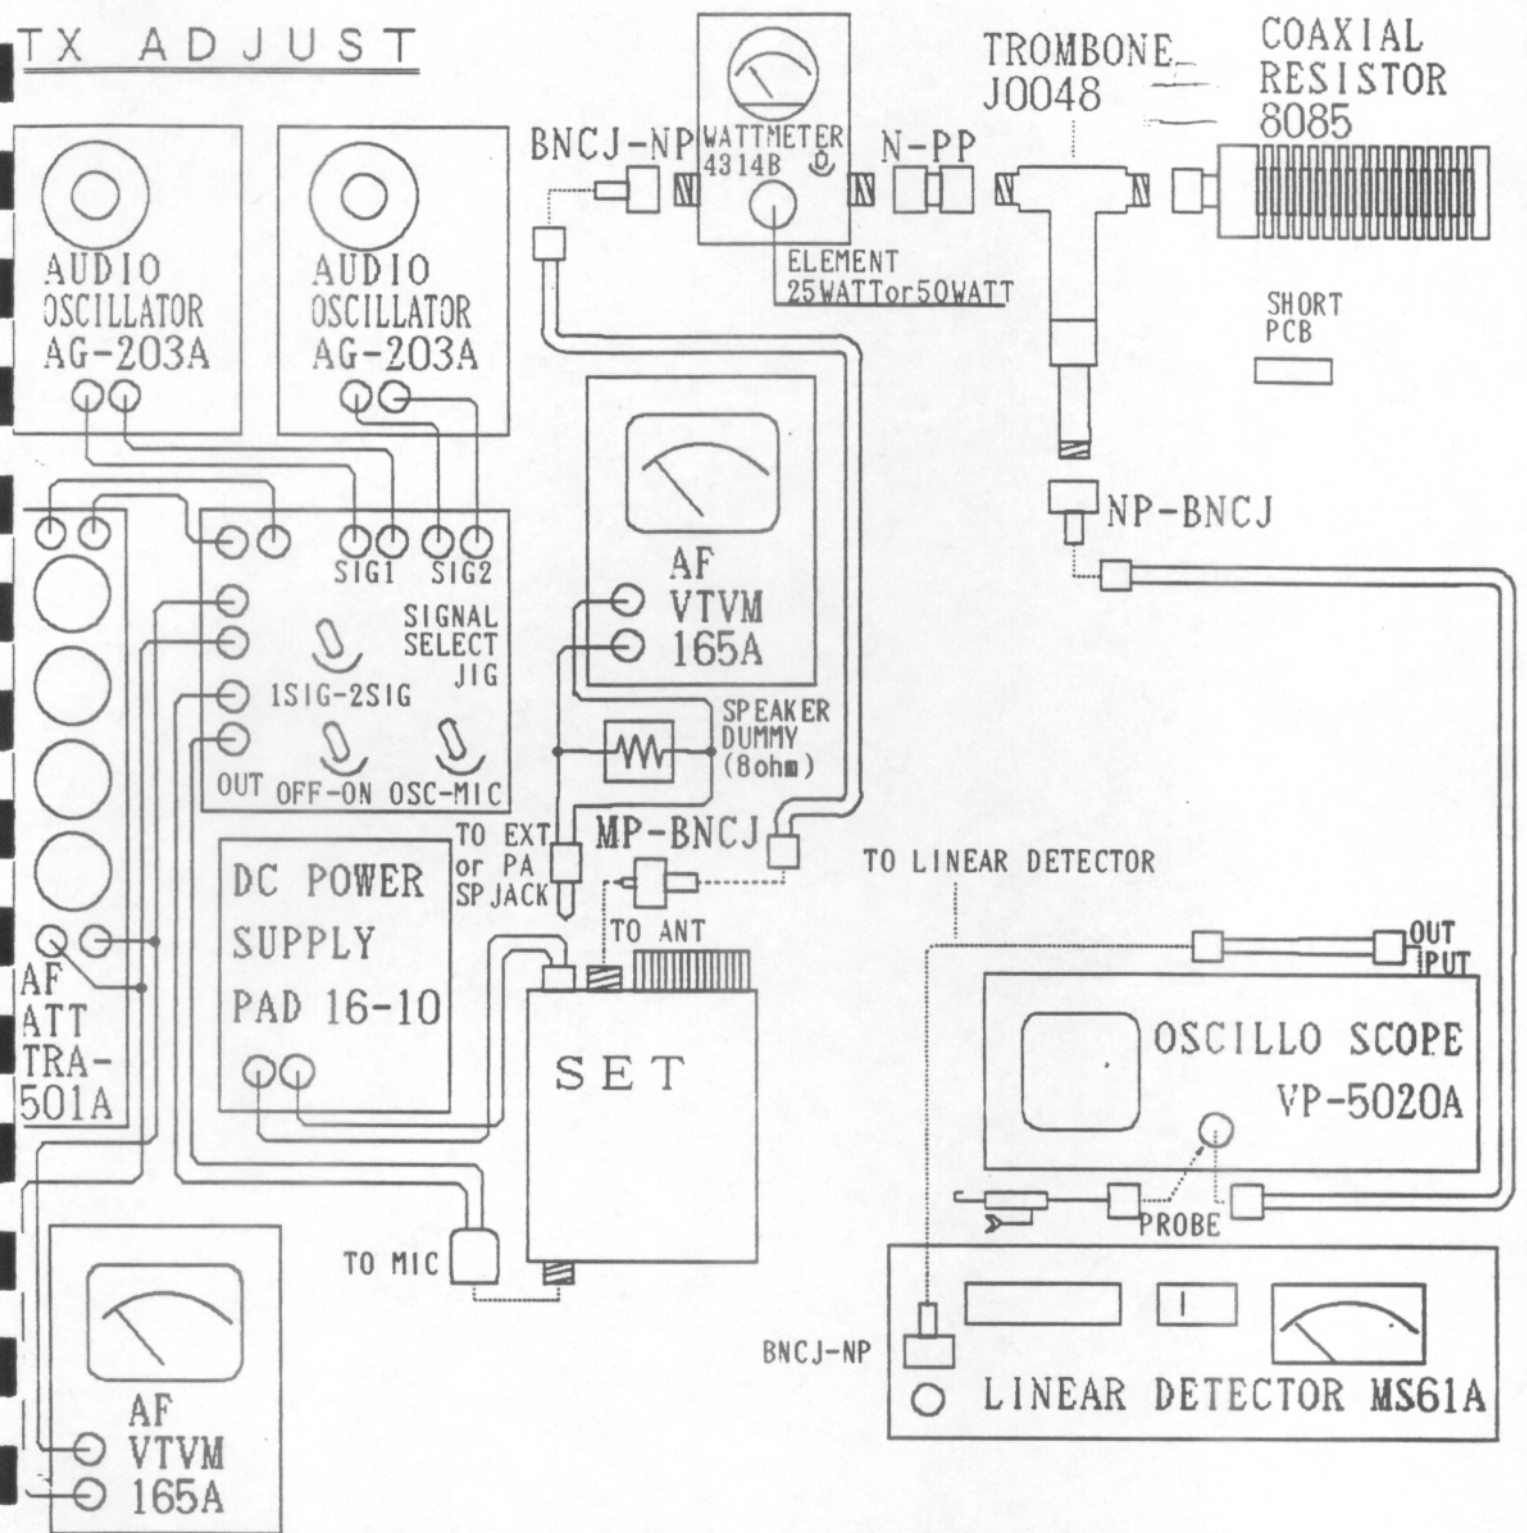 TX ADJUST
AUDIO
OSCILLATOR
AG-203A
AUDIO
OSCILLATOR
AG-203A
BNCJ-NP
WATTMETER
4314B
N-PP
TROMBONE
J0048
COAXIAL
RESISTOR
8085
ELEMENT
25WATTor50WATT
SHORT
PCB
SIG1 SIG2
SIGNAL
SELECT
JIG
1SIG-2SIG
OUT OFF-ON OSC-MIC
AF
VTVM
165A
NP-BNCJ
SPEAKER
DUMMY
(8ohm)
TO EXT
or PA
SP JACK
MP-BNCJ
TO ANT
TO LINEAR DETECTOR
DC POWER
SUPPLY
PAD 16-10
AF
ATT
TRA-
501A
SET
OUT
PUT
OSCILLO SCOPE
VP-5020A
PROBE
TO MIC
BNCJ-NP
LINEAR DETECTOR MS61A
AF
VTVM
165A